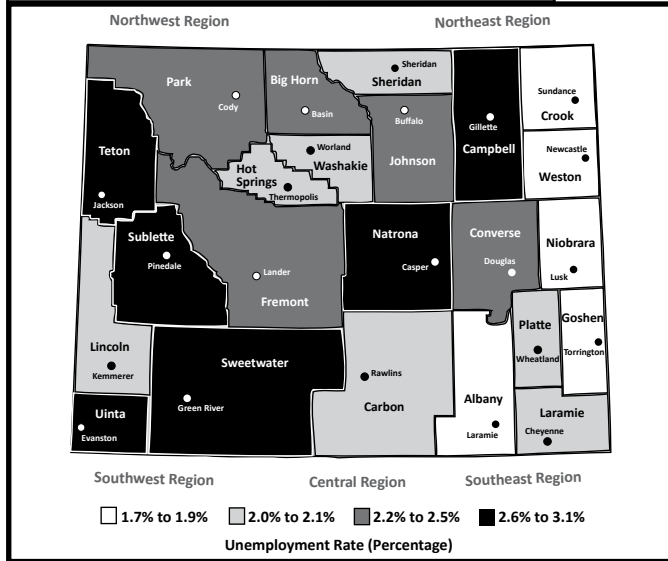 Northwest Region
Northeast Region
Park
Cody
Big Horn
Basin
Sheridan
Sheridan
Buffalo
Johnson
Gillette
Campbell
Sundance
Crook
Newcastle
Weston
Teton
Jackson
Worland
Washakie
Hot
Springs
Thermopolis
Sublette
Pinedale
Lander
Fremont
Natrona
Casper
Converse
Douglas
Niobrara
Lusk
Lincoln
Kemmerer
Sweetwater
Green River
Rawlins
Carbon
Platte
Wheatland
Goshen
Torrington
Uinta
Evanston
Albany
Laramie
Laramie
Cheyenne
Southwest Region
Central Region
Southeast Region
1.7% to 1.9%
2.0% to 2.1%
2.2% to 2.5%
2.6% to 3.1%
Unemployment Rate (Percentage)